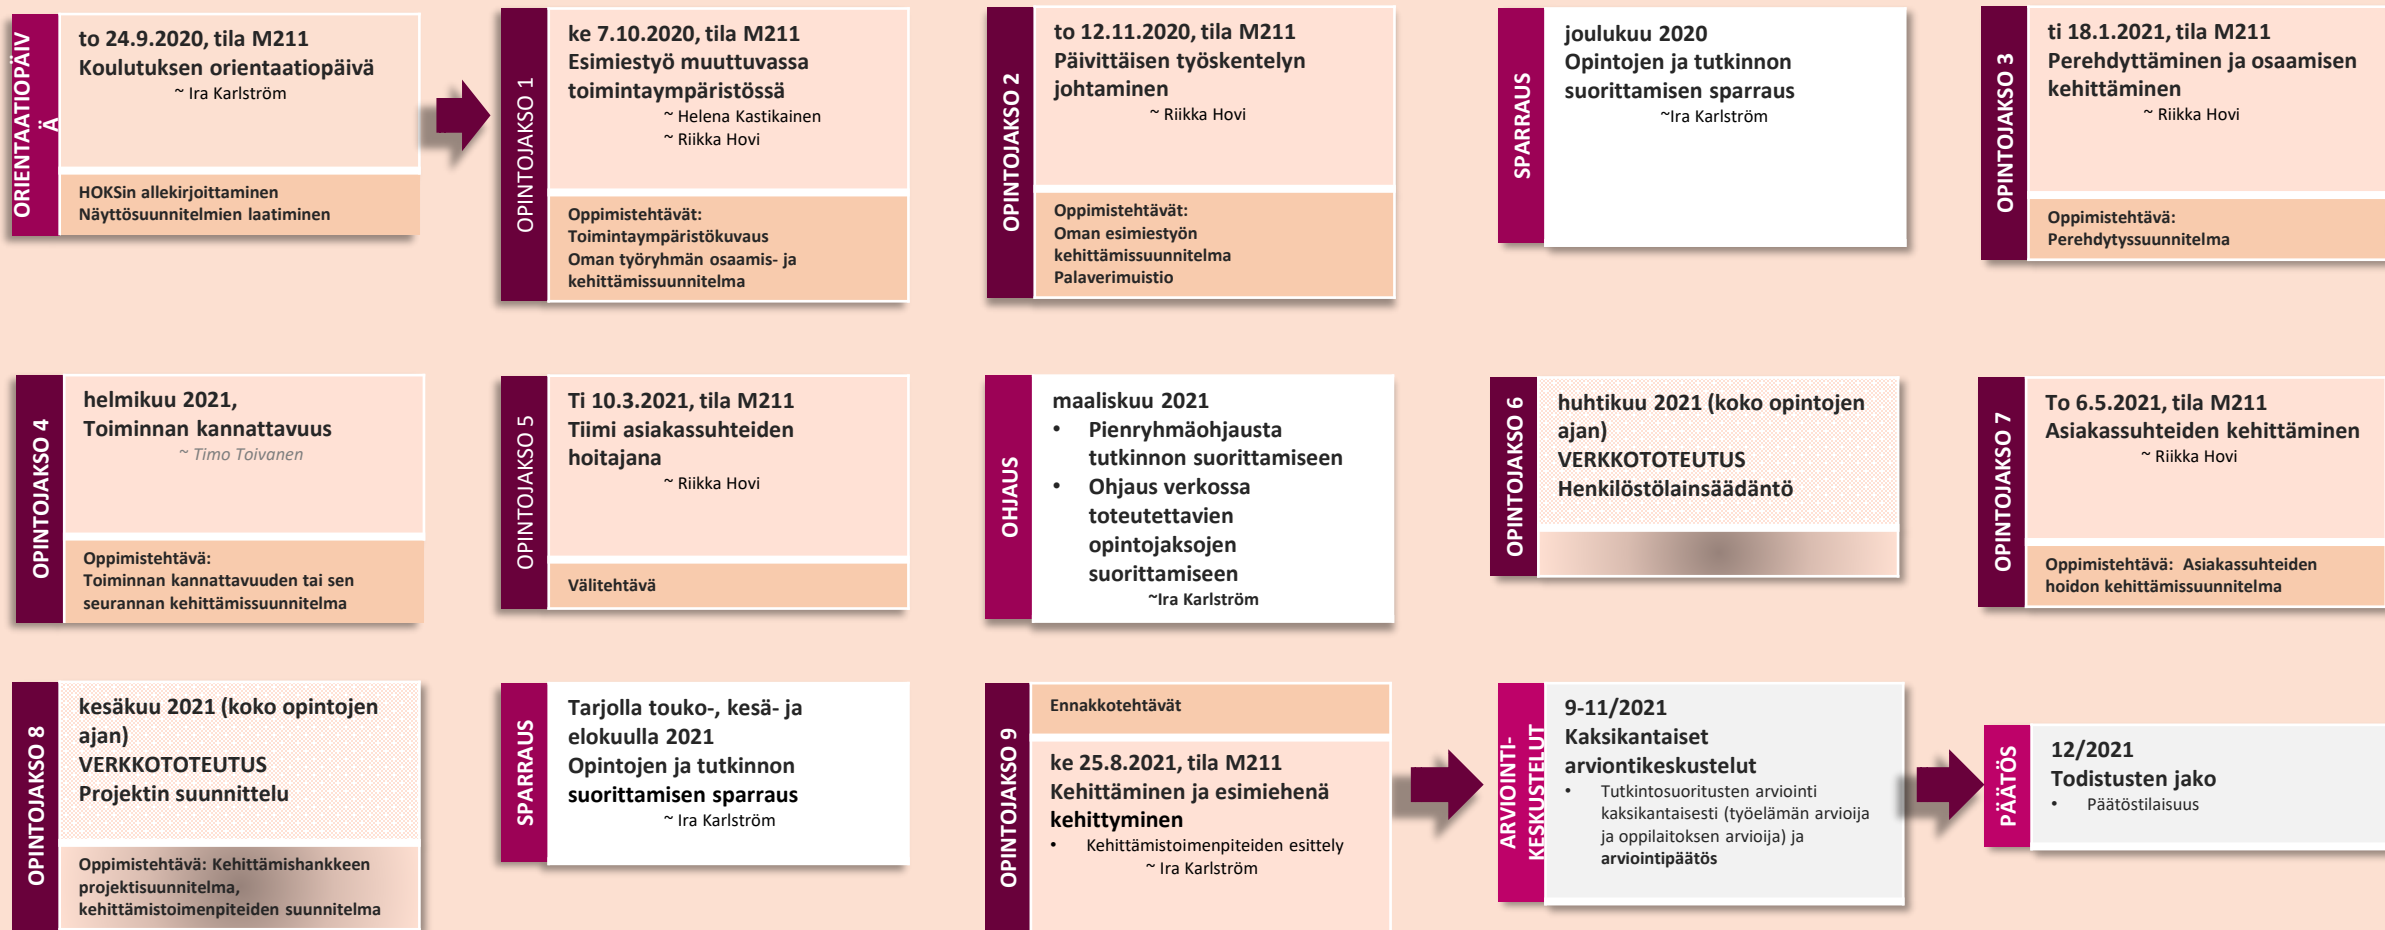 ORIENTAATIOPÄIV
Ä
to 24.9.2020, tila M211
Koulutuksen orientaatiopäivä
~ Ira Karlström
HOKSin allekirjoittaminen
Näyttösuunnitelmien laatiminen
OPINTOJAKSO 1
ke 7.10.2020, tila M211
Esimiestyö muuttuvassa
toimintaympäristössä
~ Helena Kastikainen
~ Riikka Hovi
Oppimistehtävät:
Toimintaympäristökuvaus
Oman työryhmän osaamis- ja
kehittämissuunnitelma
OPINTOJAKSO 2
to 12.11.2020, tila M211
Päivittäisen työskentelyn
johtaminen
~ Riikka Hovi
Oppimistehtävät:
Oman esimiestyön
kehittämissuunnitelma
Palaverimuistio
SPARRAUS
joulukuu 2020
Opintojen ja tutkinnon
suorittamisen sparraus
~Ira Karlström
OPINTOJAKSO 3
ti 18.1.2021, tila M211
Perehdyttäminen ja osaamisen
kehittäminen
~ Riikka Hovi
Oppimistehtävä:
Perehdytyssuunnitelma
OPINTOJAKSO 4
helmikuu 2021,
Toiminnan kannattavuus
~ Timo Toivanen
Oppimistehtävä:
Toiminnan kannattavuuden tai sen
seurannan kehittämissuunnitelma
OPINTOJAKSO 5
Ti 10.3.2021, tila M211
Tiimi asiakassuhteiden
hoitajana
~ Riikka Hovi
Välitehtävä
OHJAUS
maaliskuu 2021
• Pienryhmäohjausta
tutkinnon suorittamiseen
• Ohjaus verkossa
toteutettavien
opintojaksojen
suorittamiseen
~Ira Karlström
OPINTOJAKSO 6
huhtikuu 2021 (koko opintojen
ajan)
VERKKOTOTEUTUS
Henkilöstölainsäädäntö
OPINTOJAKSO 7
To 6.5.2021, tila M211
Asiakassuhteiden kehittäminen
~ Riikka Hovi
Oppimistehtävä: Asiakassuhteiden
hoidon kehittämissuunnitelma
OPINTOJAKSO 8
kesäkuu 2021 (koko opintojen
ajan)
VERKKOTOTEUTUS
Projektin suunnittelu
Oppimistehtävä: Kehittämishankkeen
projektisuunnitelma,
kehittämistoimenpiteiden suunnitelma
SPARRAUS
Tarjolla touko-, kesä- ja
elokuulla 2021
Opintojen ja tutkinnon
suorittamisen sparraus
~ Ira Karlström
OPINTOJAKSO 9
Ennakkotehtävät
ke 25.8.2021, tila M211
Kehittäminen ja esimiehenä
kehittyminen
• Kehittämistoimenpiteiden esittely
~ Ira Karlström
ARVIOINTI-
KESKUSTELUT
9-11/2021
Kaksikantaiset
arviontikeskustelut
• Tutkintosuoritusten arviointi
kaksikantaisesti (työelämän arvioija
ja oppilaitoksen arvioija) ja
arviointipäätös
PÄÄTÖS
12/2021
Todistusten jako
• Päätöstilaisuus